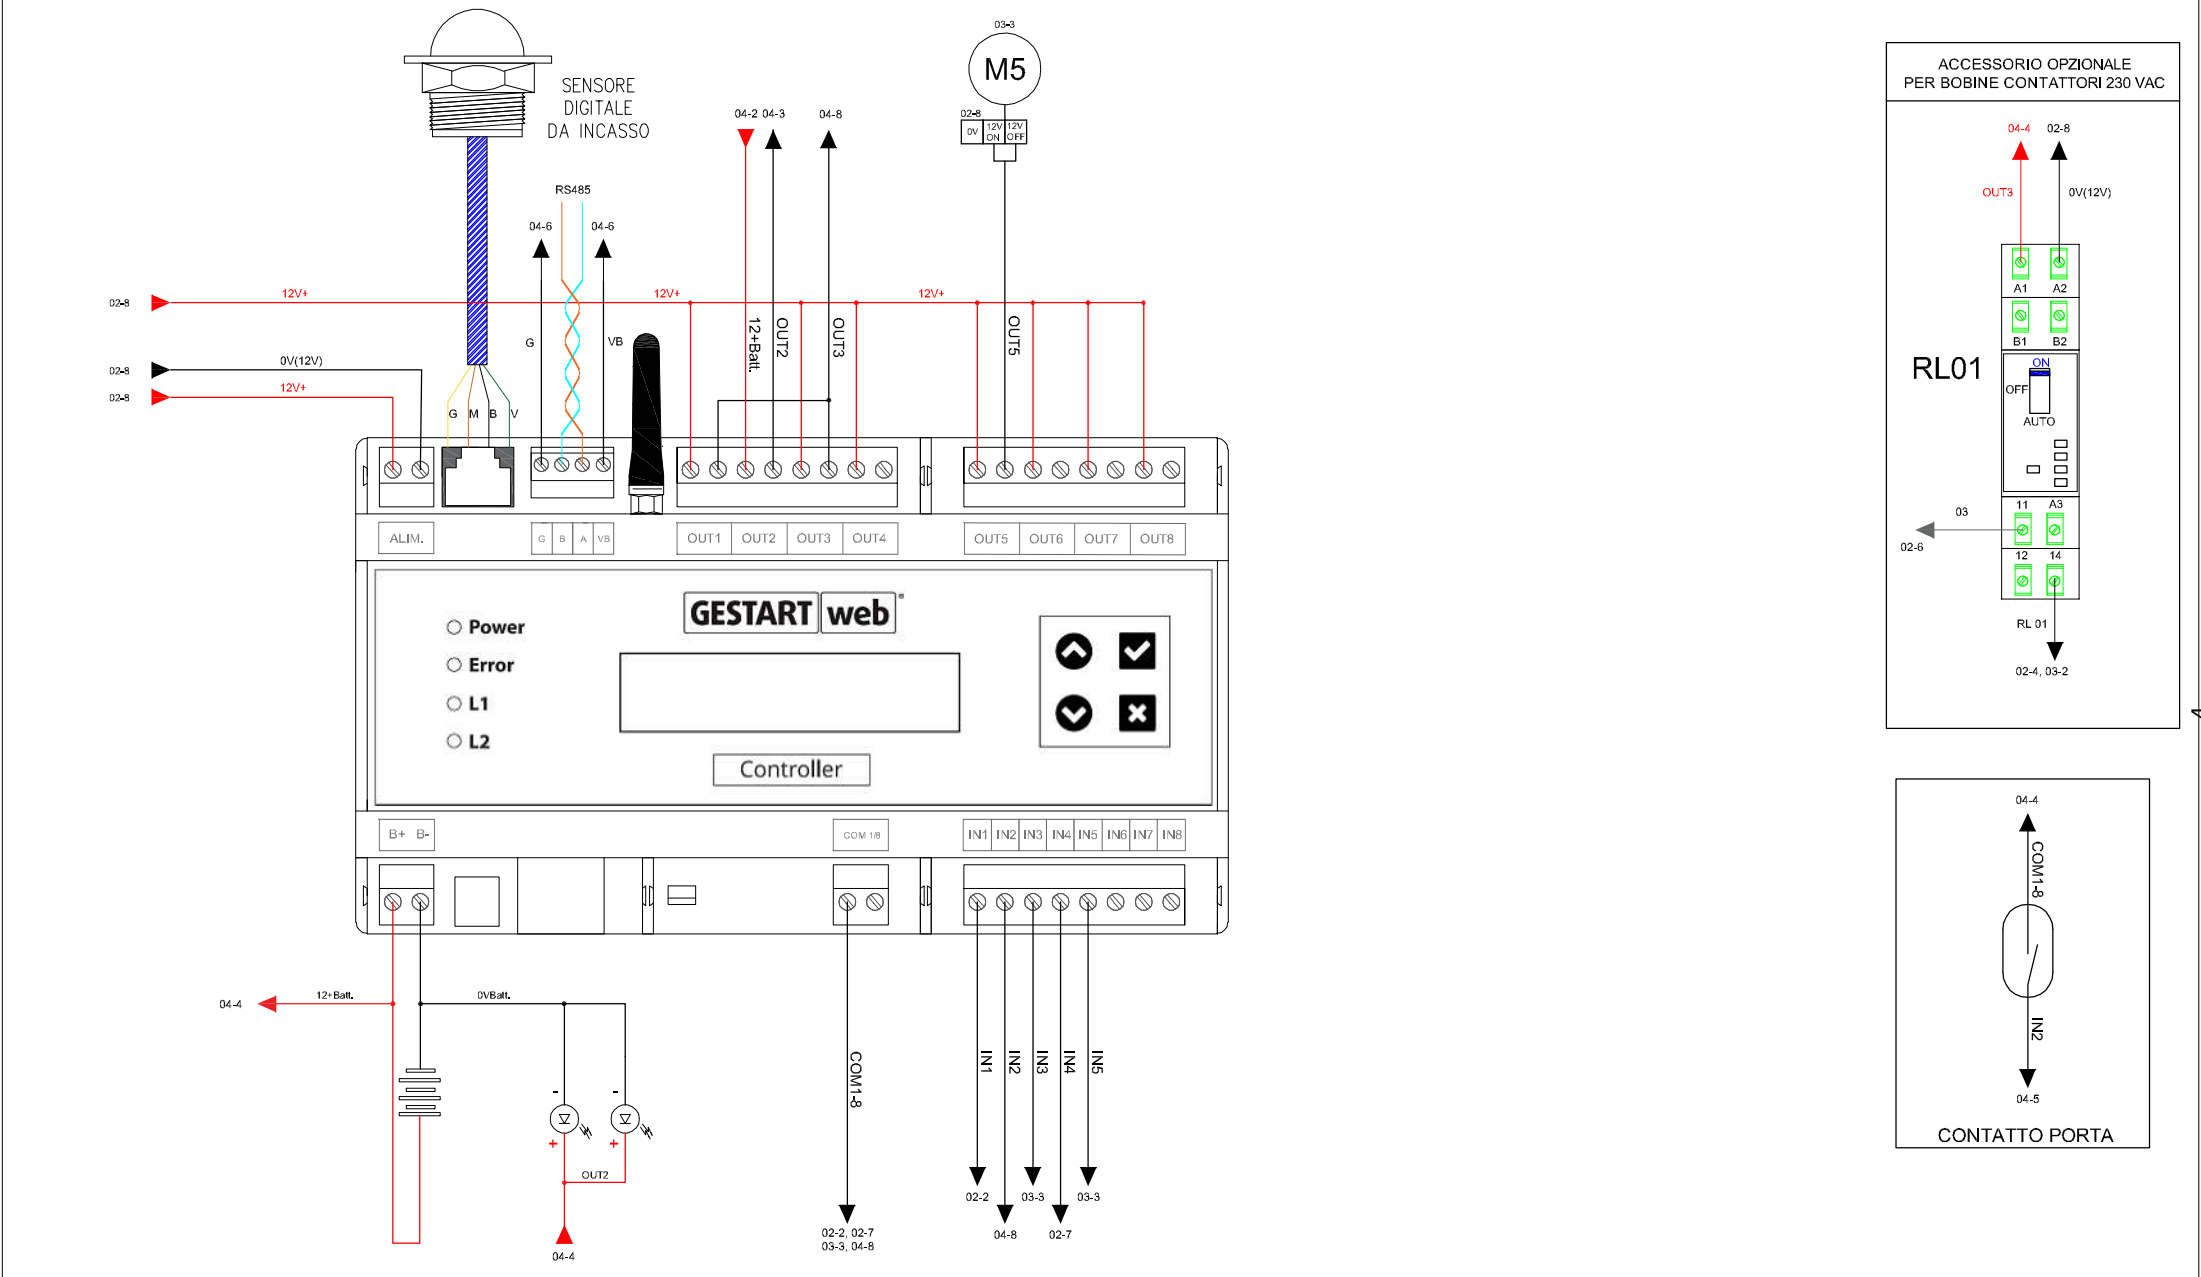 03-3
M5
SENSORE
DIGITALE
DA INCASSO
02-8
0V
12V
ON
12V
OFF
04-2 04-3
04-8
RS485
04-6
04-6
02-8
12V+
12V+
12V+
G
VB
12+Batt.
OUT2
OUT3
OUT5
02-8
0V(12V)
02-8
12V+
G
M
B
V
ALIM.
G
B
A
VB
OUT1
OUT2
OUT3
OUT4
OUT5
OUT6
OUT7
OUT8
GESTART web®
Power
Error
L1
L2
Controller
B+ B-
COM 1/8
IN1
IN2
IN3
IN4
IN5
IN6
IN7
IN8
04-4
12+Batt.
0VBatt.
-
-
+
+
OUT2
04-4
COM1-8
02-2, 02-7
03-3, 04-8
IN1
IN2
IN3
IN4
IN5
02-2
03-3
03-3
04-8
02-7
ACCESSORIO OPZIONALE
PER BOBINE CONTATTORI 230 VAC
04-4
02-8
OUT3
0V(12V)
A1
A2
B1
B2
RL01
ON
OFF
AUTO
11
A3
03
02-6
12
14
RL 01
02-4, 03-2
04-4
COM1-8
IN2
04-5
CONTATTO PORTA